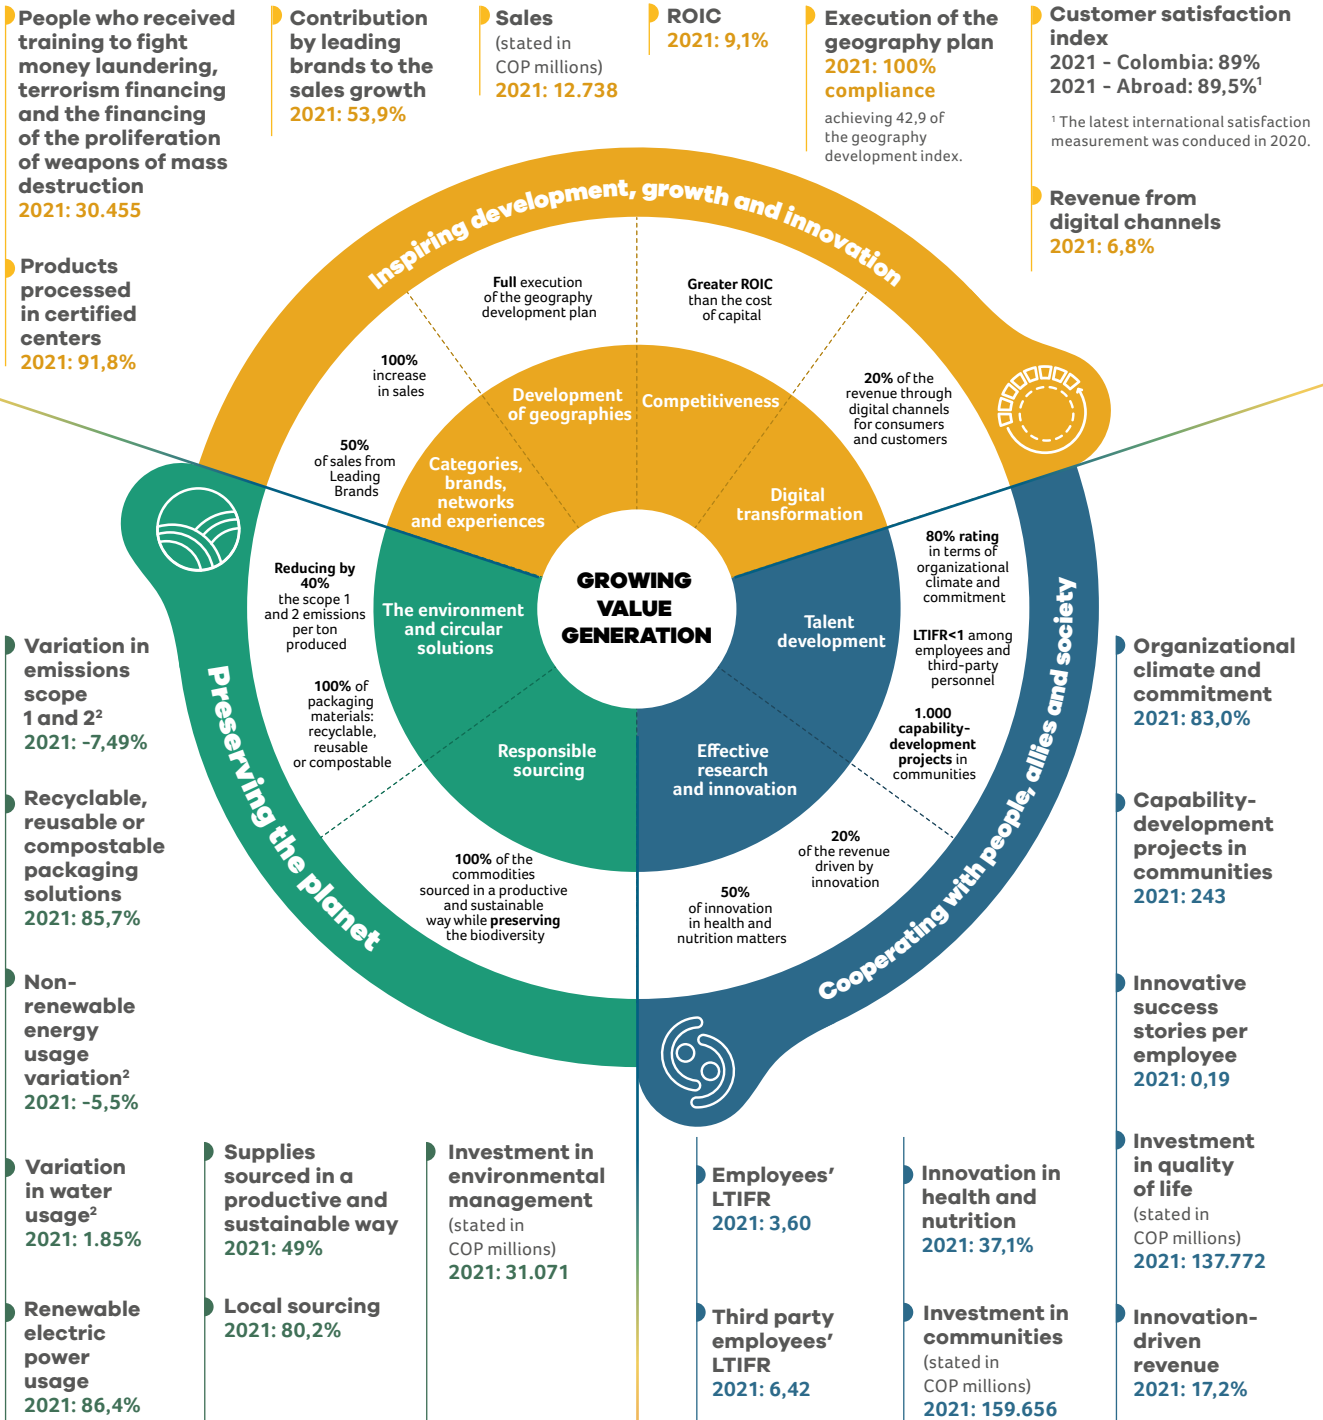 People who received
training to fight
money laundering,
terrorism financing
and the financing
of the proliferation
of weapons of mass
destruction
2021: 30.455
Products
processed
in certified
centers
2021: 91,8%
Contribution
by leading
brands to the
sales growth
2021: 53,9%
Sales
(stated in
COP millions)
2021: 12.738
ROIC
2021: 9,1%
Execution of the
geography plan
2021: 100%
compliance
achieving 42,9 of
the geography
development index.
Customer satisfaction
index
2021 - Colombia: 89%
2021 - Abroad: 89,5%¹
¹ The latest international satisfaction
measurement was conduced in 2020.
Revenue from
digital channels
2021: 6,8%
Inspiring development, growth and innovation
Full execution
of the geography
development plan
Greater ROIC
than the cost
of capital
100%
increase
in sales
50%
of sales from
Leading
Brands
20% of the
revenue through
digital channels
for consumers
and customers
Development
of geographies
Competitiveness
Categories,
brands,
networks
and experiences
Digital
transformation
GROWING
VALUE
GENERATION
Preserving the planet
Reducing by
40%
the scope 1
and 2 emissions
per ton
produced
100% of
packaging
materials:
recyclable,
reusable
or compostable
100% of the
commodities
sourced in a productive
and sustainable
way while preserving
the biodiversity
The environment
and circular
solutions
Responsible
sourcing
Talent
development
Effective
research
and innovation
80% rating
in terms of
organizational
climate and
commitment
LTIFR<1 among
employees and
third-party
personnel
1.000
capability-
development
projects in
communities
20%
of the revenue
driven by
innovation
50%
of innovation
in health and
nutrition matters
Cooperating with people, allies and society
Variation in
emissions
scope
1 and 2²
2021: -7,49%
Recyclable,
reusable or
compostable
packaging
solutions
2021: 85,7%
Non-
renewable
energy
usage
variation²
2021: -5,5%
Variation
in water
usage²
2021: 1.85%
Renewable
electric
power
usage
2021: 86,4%
Supplies
sourced in a
productive and
sustainable way
2021: 49%
Local sourcing
2021: 80,2%
Investment in
environmental
management
(stated in
COP millions)
2021: 31.071
Employees'
LTIFR
2021: 3,60
Third party
employees'
LTIFR
2021: 6,42
Innovation in
health and
nutrition
2021: 37,1%
Investment in
communities
(stated in
COP millions)
2021: 159.656
Organizational
climate and
commitment
2021: 83,0%
Capability-
development
projects in
communities
2021: 243
Innovative
success
stories per
employee
2021: 0,19
Investment
in quality
of life
(stated in
COP millions)
2021: 137.772
Innovation-
driven
revenue
2021: 17,2%